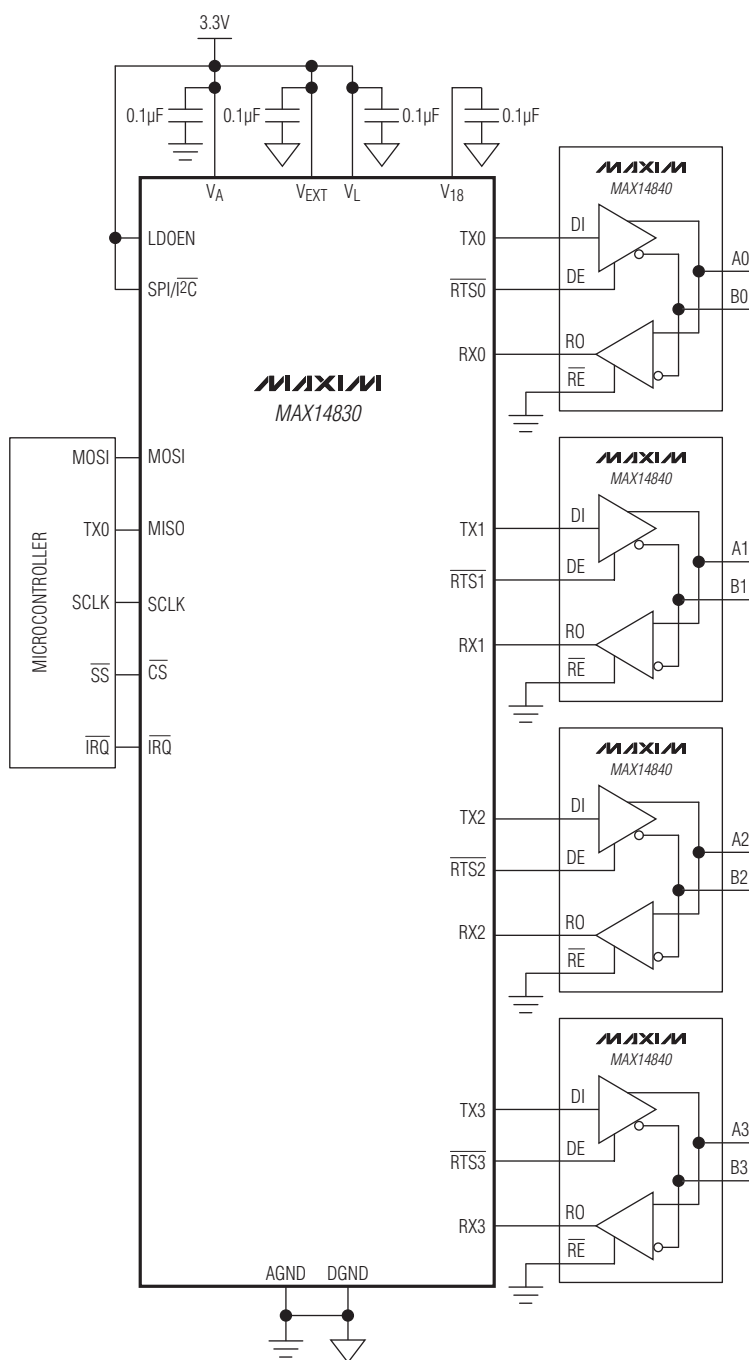 3.3V
0.1µF
0.1µF
0.1µF
0.1µF
VA
VEXT
VL
V18
LDOEN
SPI/I2C
MAXIM
MAX14830
MICROCONTROLLER
MOSI
MOSI
TX0
MISO
SCLK
SCLK
SS
CS
IRQ
IRQ
TX0
RTS0
RX0
MAXIM
MAX14840
DI
DE
RO
RE
A0
B0
TX1
RTS1
RX1
MAXIM
MAX14840
DI
DE
RO
RE
A1
B1
TX2
RTS2
RX2
MAXIM
MAX14840
DI
DE
RO
RE
A2
B2
TX3
RTS3
RX3
MAXIM
MAX14840
DI
DE
RO
RE
A3
B3
AGND
DGND